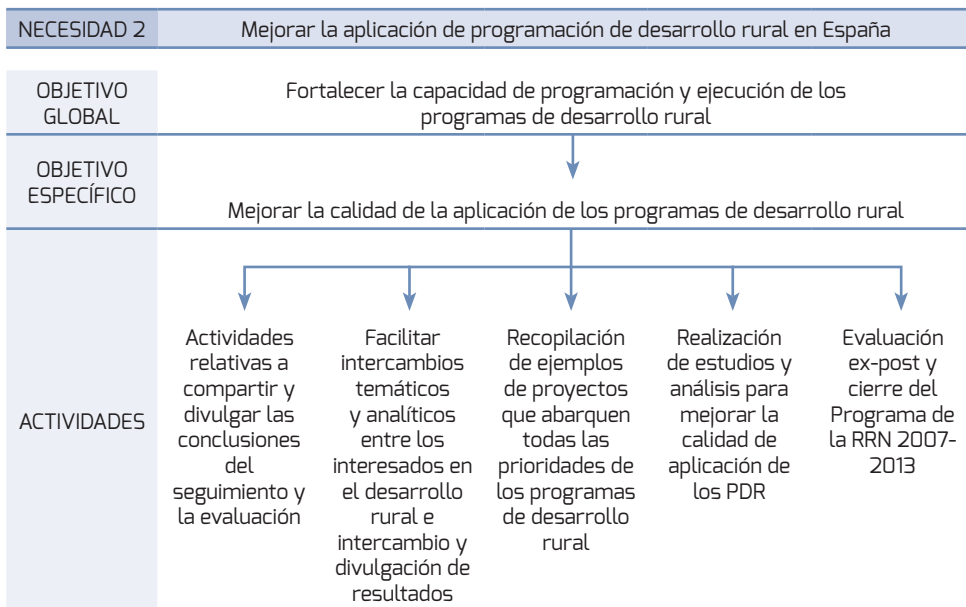 NECESIDAD 2
Mejorar la aplicación de programación de desarrollo rural en España
OBJETIVO
GLOBAL
Fortalecer la capacidad de programación y ejecución de los
programas de desarrollo rural
OBJETIVO
ESPECÍFICO
Mejorar la calidad de la aplicación de los programas de desarrollo rural
ACTIVIDADES
Actividades
relativas a
compartir y
divulgar las
conclusiones
del
seguimiento y
la evaluación
Facilitar
intercambios
temáticos
y analíticos
entre los
interesados en
el desarrollo
rural e
intercambio y
divulgación de
resultados
Recopilación
de ejemplos
de proyectos
que abarquen
todas las
prioridades de
los programas
de desarrollo
rural
Realización
de estudios y
análisis para
mejorar la
calidad de
aplicación de
los PDR
Evaluación
ex-post y
cierre del
Programa de
la RRN 2007-
2013